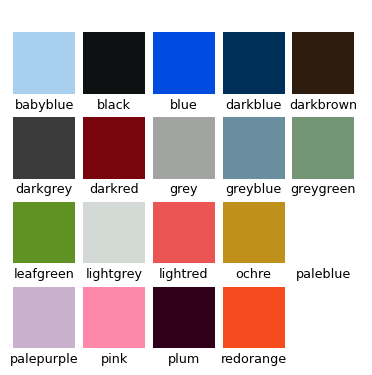 babyblue black blue darkblue darkbrown
darkgrey darkred grey greyblue greygreen
leafgreen lightgrey lightred ochre paleblue
palepurple pink plum redorange